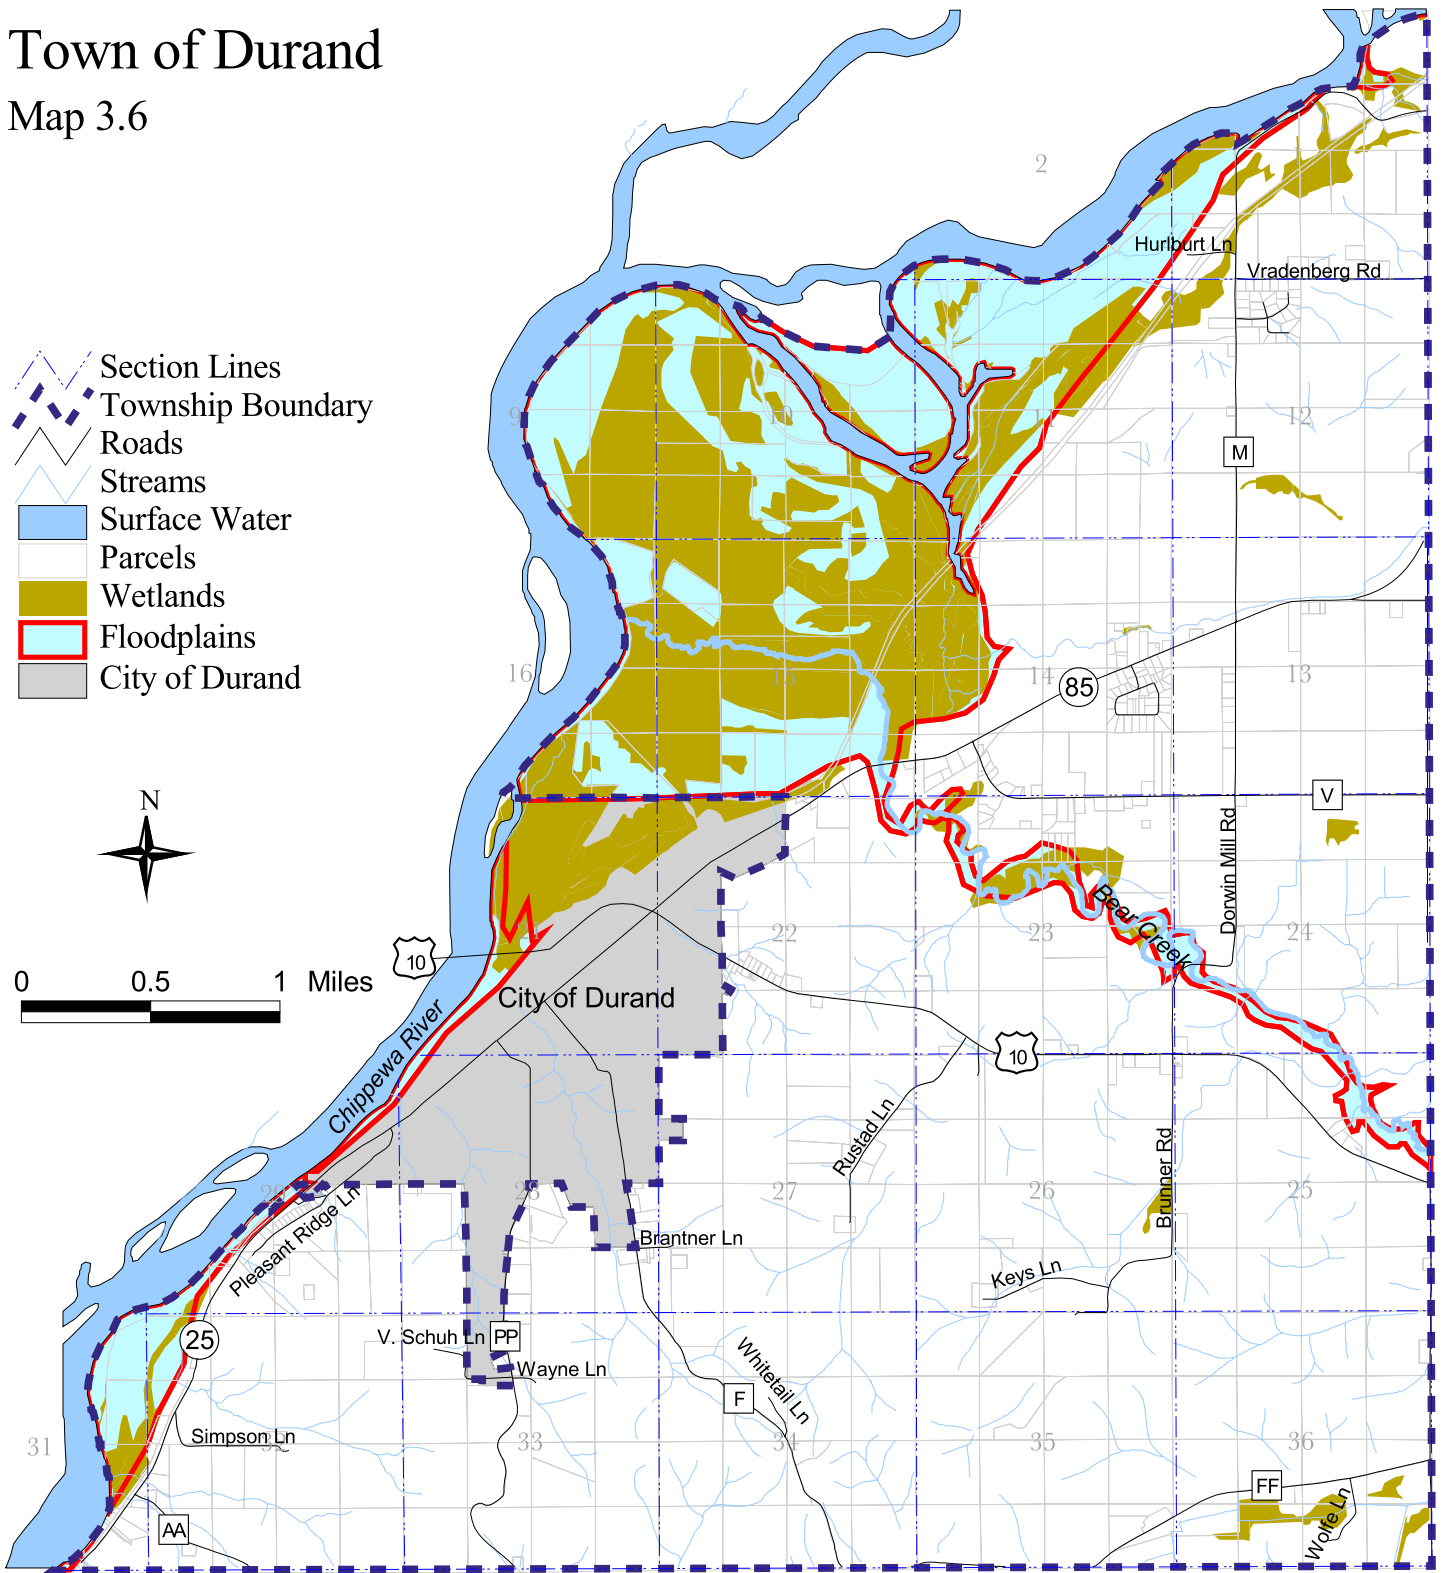 Town of Durand
Map 3.6
Section Lines
Township Boundary
Roads
Streams
Surface Water
Parcels
Wetlands
Floodplains
City of Durand
N
0 0.5 1 Miles
2
1
Hurlburt Ln
Vradenberg Rd
9
10
11
12
M
16
15
14
13
85
V
Dorwin Mill Rd
Bear Creek
22
23
24
10
City of Durand
Chippewa River
10
Rustad Ln
Brunner Rd
29
28
27
26
25
Pleasant Ridge Ln
Brantner Ln
Keys Ln
25
V. Schuh Ln
PP
Wayne Ln
Whitetail Ln
F
Simpson Ln
31
32
33
34
35
36
FF
Wolfe Ln
AA